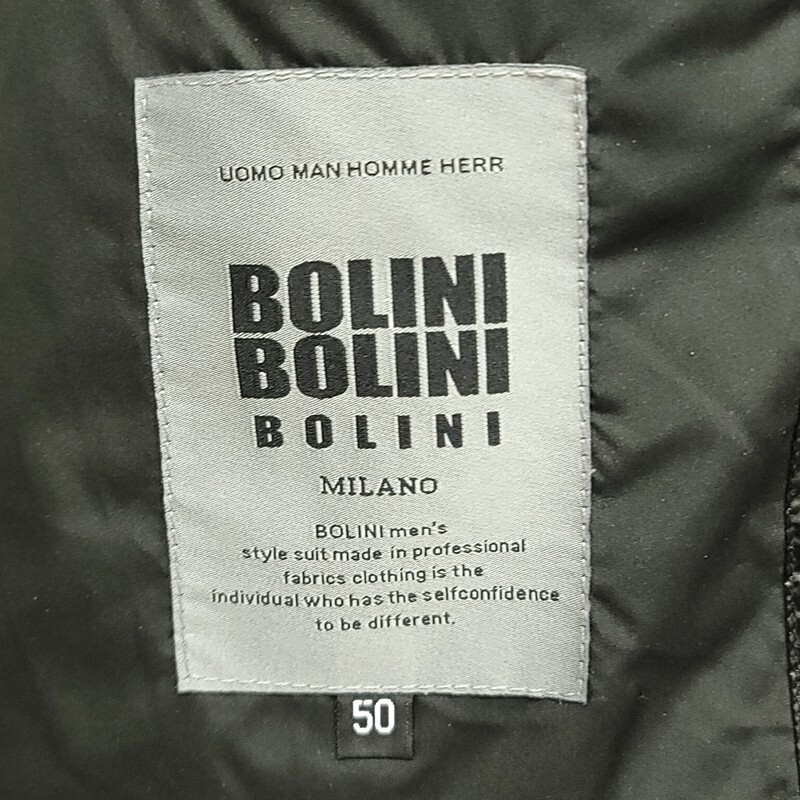 UOMO MAN HOMME HERR
BOLINI
BOLINI
BOLINI
MILANO
BOLINI men's
style suit made in professional
fabrics clothing is the
individual who has the selfconfidence
to be different.
50